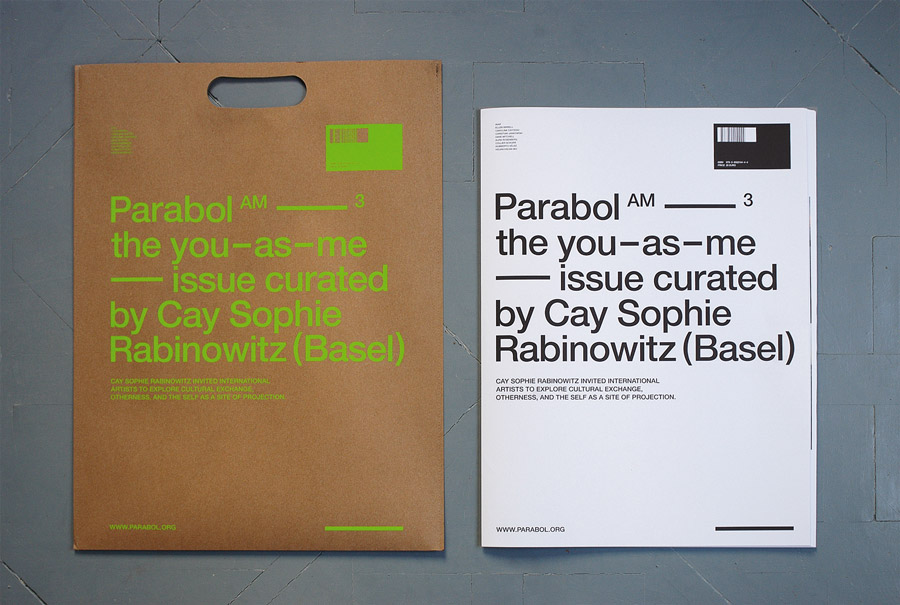 Parabol AM — 3
the you–as–me
— issue curated
by Cay Sophie
Rabinowitz (Basel)
CAY SOPHIE RABINOWITZ INVITED INTERNATIONAL
ARTISTS TO EXPLORE CULTURAL EXCHANGE,
OTHERNESS, AND THE SELF AS A SITE OF PROJECTION.
WWW.PARABOL.ORG
Parabol AM — 3
the you–as–me
— issue curated
by Cay Sophie
Rabinowitz (Basel)
CAY SOPHIE RABINOWITZ INVITED INTERNATIONAL
ARTISTS TO EXPLORE CULTURAL EXCHANGE,
OTHERNESS, AND THE SELF AS A SITE OF PROJECTION.
WWW.PARABOL.ORG